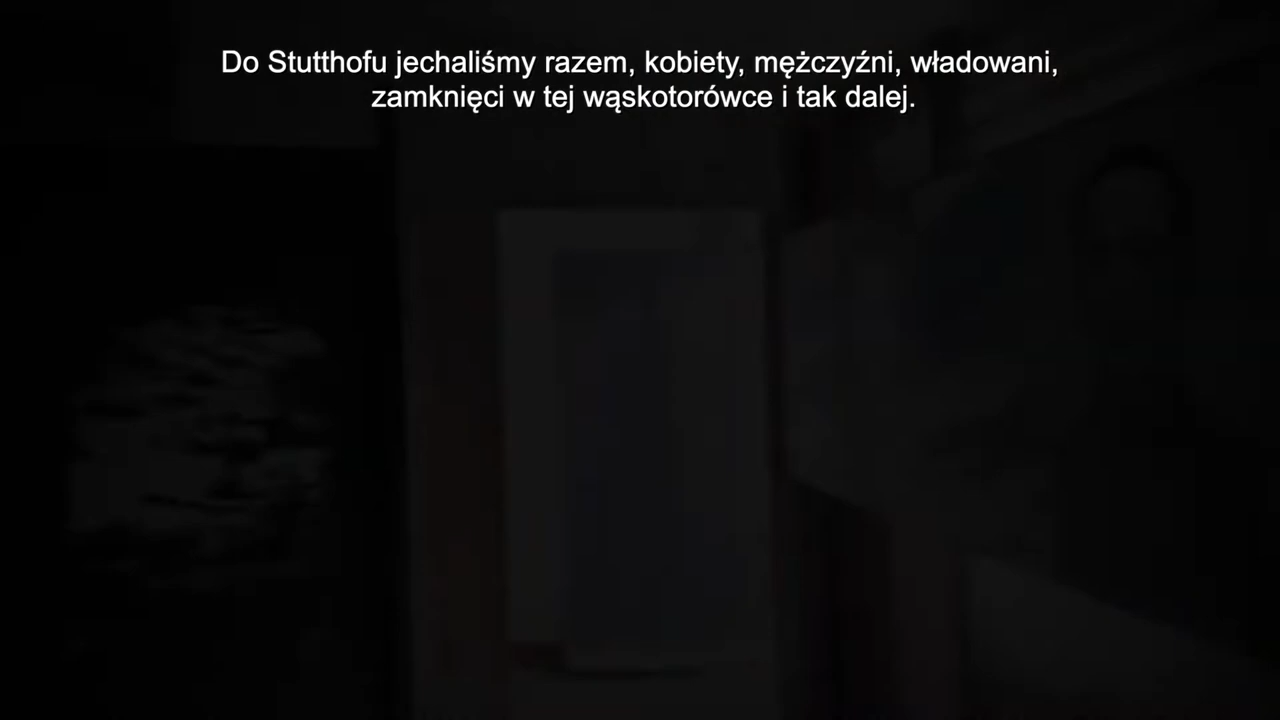 Do Stutthofu jechaliśmy razem, kobiety, mężczyźni, władowani,
zamknięci w tej wąskotorówce i tak dalej.